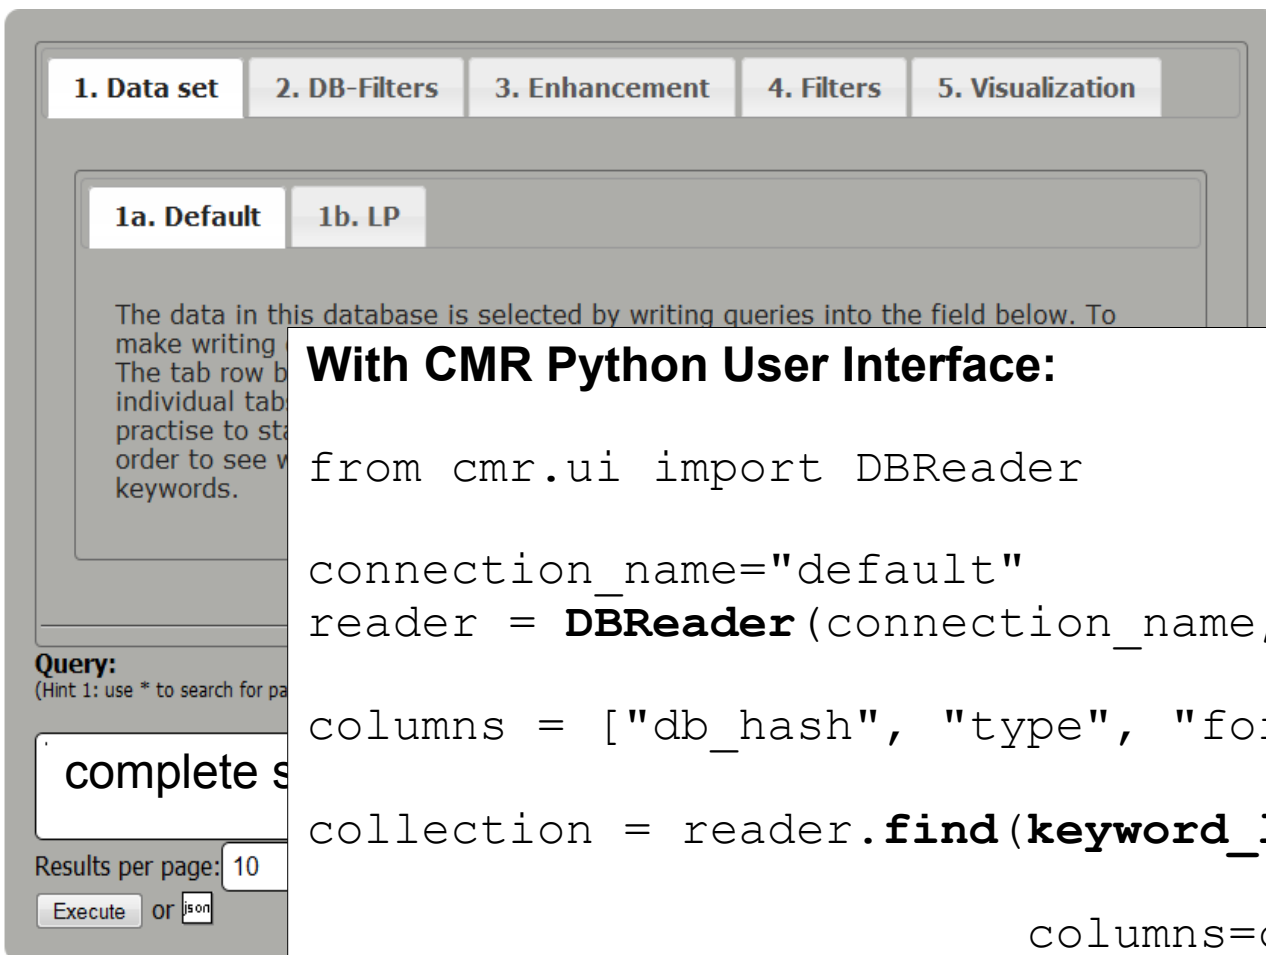 1. Data set 2. DB-Filters 3. Enhancement 4. Filters 5. Visualization
1a. Default 1b. LP
The data in this database is selected by writing queries into the field below. To
make writing
The tab row b
individual tab
practise to sta
order to see w
keywords.
With CMR Python User Interface:
from cmr.ui import DBReader
connection_name="default"
reader = DBReader(connection_name,
columns = ["db_hash", "type", "for
collection = reader.find(keyword_l
columns=c
Query:
(Hint 1: use * to search for pa
complete s
Results per page: 10
Execute or json